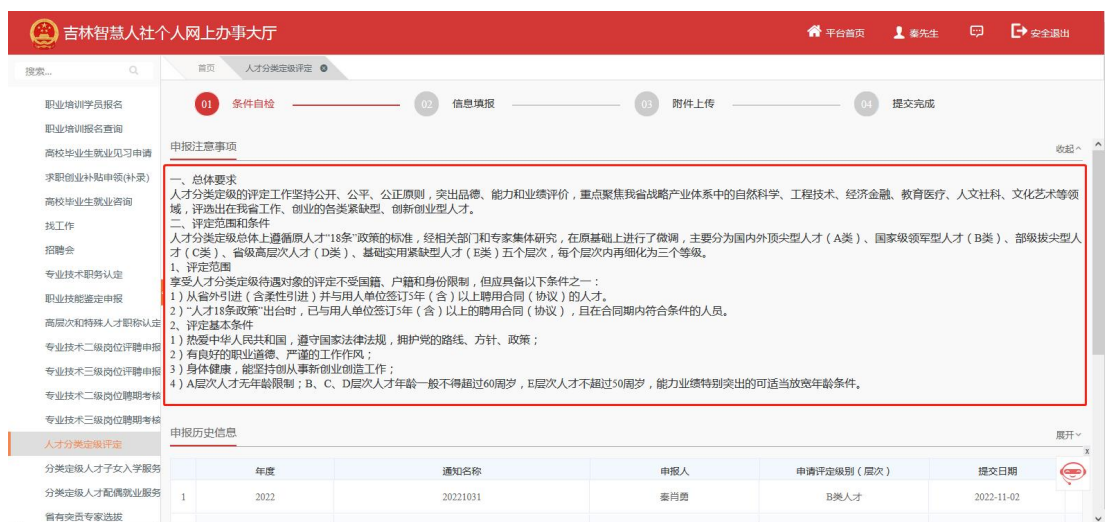 吉林智慧人社个人网上办事大厅
平台首页
秦先生
安全退出
搜索...
首页
人才分类定级评定
01
条件自检
02
信息填报
03
附件上传
04
提交完成
职业培训学员报名
职业培训报名查询
高校毕业生就业见习申请
求职创业补贴申领(补录)
高校毕业生就业咨询
找工作
招聘会
专业技术职务认定
职业技能鉴定申报
高层次和特殊人才职称认定
专业技术二级岗位评聘申报
专业技术三级岗位评聘申报
专业技术二级岗位聘期考核
专业技术三级岗位聘期考核
人才分类定级评定
分类定级人才子女入学服务
分类定级人才配偶就业服务
省有突贡专家选拔
申报注意事项
收起
一、总体要求
人才分类定级的评定工作坚持公开、公平、公正原则，突出品德、能力和业绩评价，重点聚焦我省战略产业体系中的自然科学、工程技术、经济金融、教育医疗、人文社科、文化艺术等领
域，评选出在我省工作、创业的各类紧缺型、创新创业型人才。
二、评定范围和条件
人才分类定级总体上遵循原人才“18条”政策的标准，经相关部门和专家集体研究，在原基础上进行了微调，主要分为国内外顶尖型人才（A类）、国家级领军型人才（B类）、部级拔尖型人
才（C类）、省级高层次人才（D类）、基础实用紧缺型人才（E类）五个层次，每个层次内再细化为三个等级。
1、评定范围
享受人才分类定级待遇对象的评定不受国籍、户籍和身份限制，但应具备以下条件之一：
1）从省外引进（含柔性引进）并与用人单位签订5年（含）以上聘用合同（协议）的人才。
2）“人才18条政策”出台时，已与用人单位签订5年（含）以上的聘用合同（协议），且在合同期内符合条件的人员。
2、评定基本条件
1）热爱中华人民共和国，遵守国家法律法规，拥护党的路线、方针、政策；
2）有良好的职业道德、严谨的工作作风；
3）身体健康，能坚持创从事新创业创造工作；
4）A层次人才无年龄限制；B、C、D层次人才年龄一般不得超过60周岁，E层次人才不超过50周岁，能力业绩特别突出的可适当放宽年龄条件。
申报历史信息
展开
x
年度
通知名称
申报人
申请评定级别（层次）
提交日期
1
2022
20221031
秦肖勇
B类人才
2022-11-02